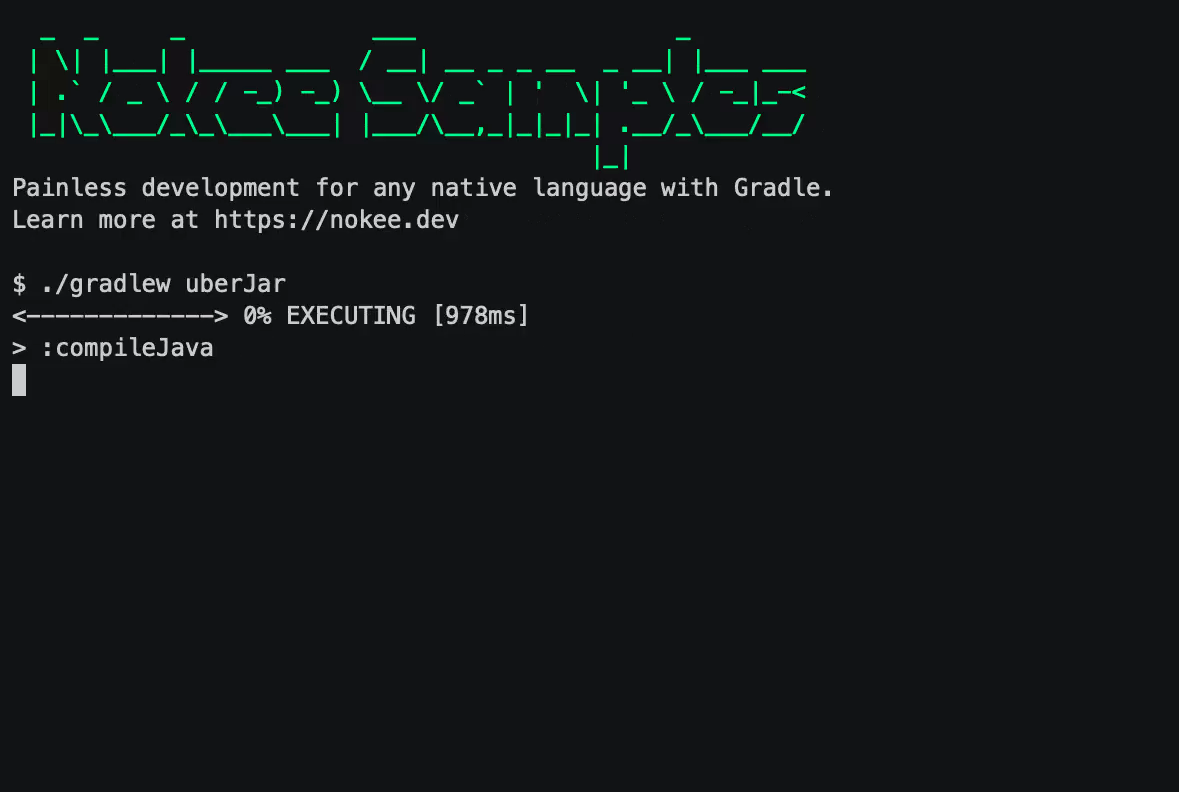 Nokee Samples
Painless development for any native language with Gradle.
Learn more at https://nokee.dev
$ ./gradlew uberJar
<-------------> 0% EXECUTING [978ms]
> :compileJava